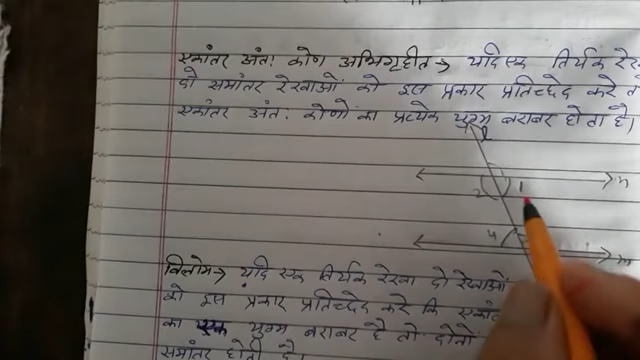 एकांतर अंतः कोण अभिगृहीत → यदि एक तिर्यक रे
दो समांतर रेखाओं को इस प्रकार प्रतिच्छेद करे त
एकांतर अंतः कोणों का प्रत्येक युग्म बराबर होता है।
l
n
2 1
4
m
विलोम → यदि एक तिर्यक रेखा दो रेखाओं
को इस प्रकार प्रतिच्छेद करे कि एकां
का एक युग्म बराबर है तो दोनों
समांतर होती है।